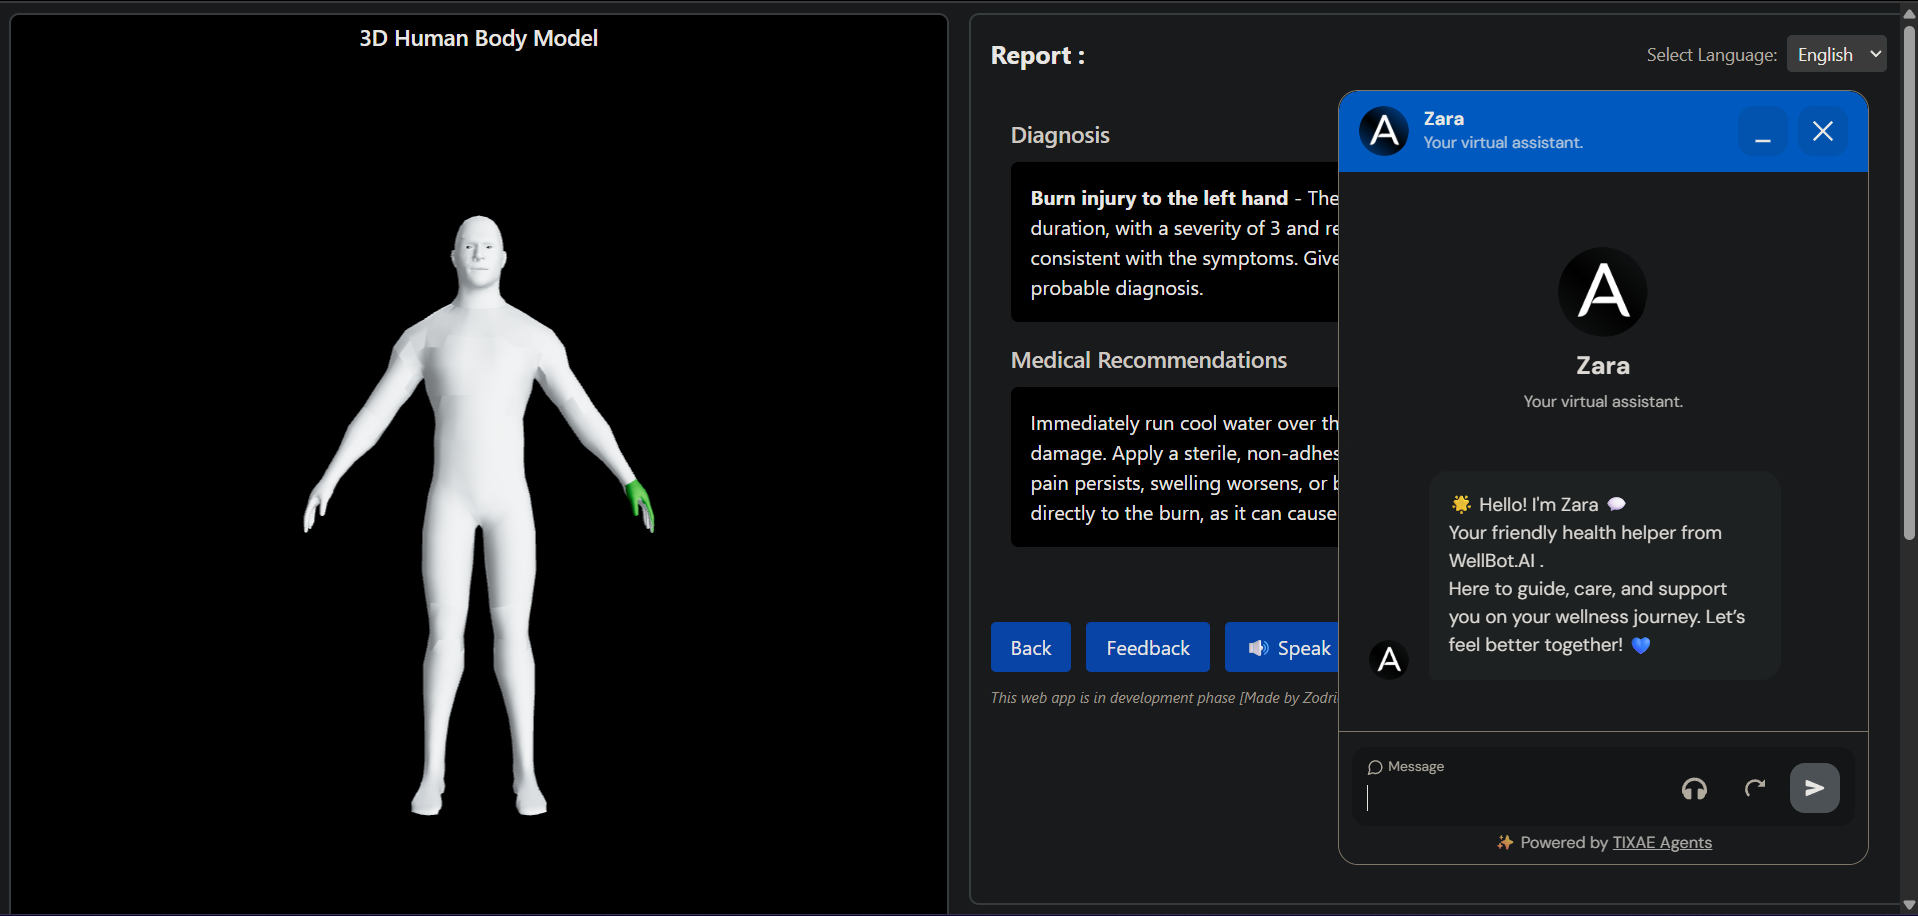 3D Human Body Model
Report :
Select Language: English
Diagnosis
Burn injury to the left hand - The
duration, with a severity of 3 and re
consistent with the symptoms. Give
probable diagnosis.
Medical Recommendations
Immediately run cool water over th
damage. Apply a sterile, non-adhes
pain persists, swelling worsens, or b
directly to the burn, as it can cause
Back
Feedback
🔊 Speak
This web app is in development phase [Made by Zodri
A
Zara
Your virtual assistant.
A
Zara
Your virtual assistant.
🌟 Hello! I'm Zara 💬
Your friendly health helper from
WellBot.AI .
Here to guide, care, and support
you on your wellness journey. Let’s
feel better together! 💙
A
Message
✨ Powered by TIXAE Agents